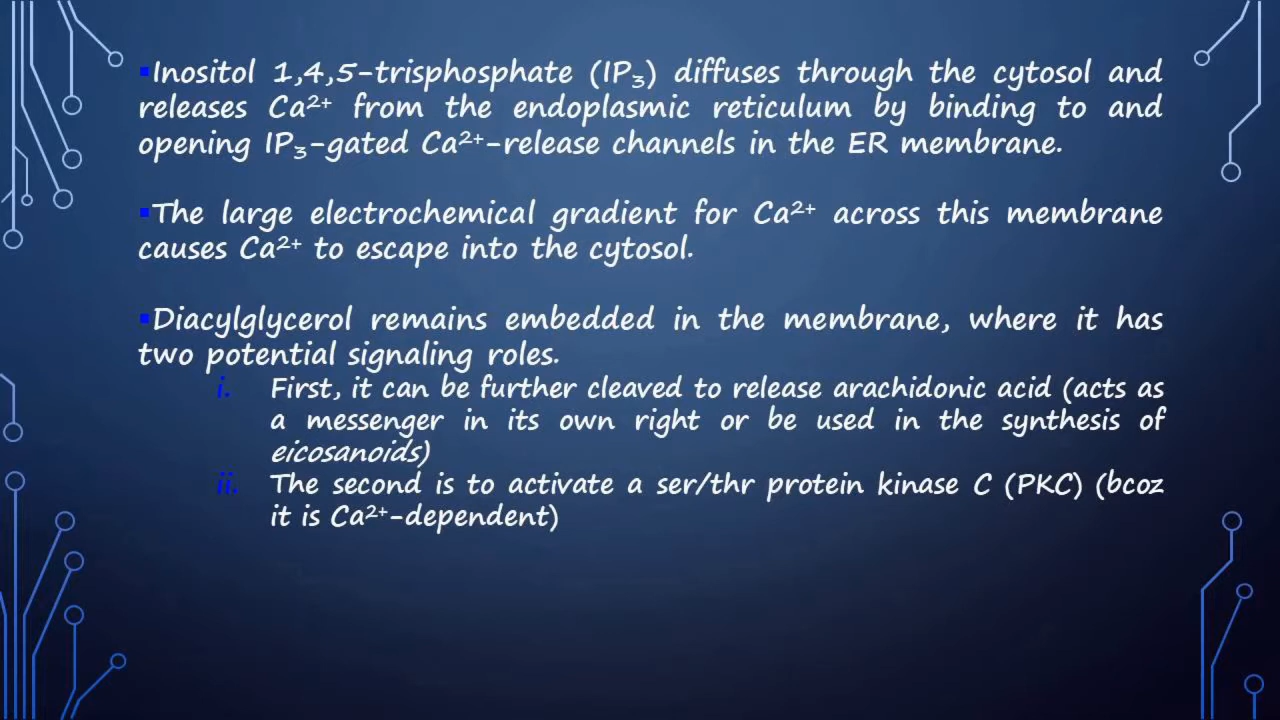 ▪Inositol 1,4,5-trisphosphate (IP₃) diffuses through the cytosol and
releases Ca²⁺ from the endoplasmic reticulum by binding to and
opening IP₃-gated Ca²⁺-release channels in the ER membrane.
▪The large electrochemical gradient for Ca²⁺ across this membrane
causes Ca²⁺ to escape into the cytosol.
▪Diacylglycerol remains embedded in the membrane, where it has
two potential signaling roles.
i. First, it can be further cleaved to release arachidonic acid (acts as
a messenger in its own right or be used in the synthesis of
eicosanoids)
ii. The second is to activate a ser/thr protein kinase C (PKC) (bcoz
it is Ca²⁺-dependent)